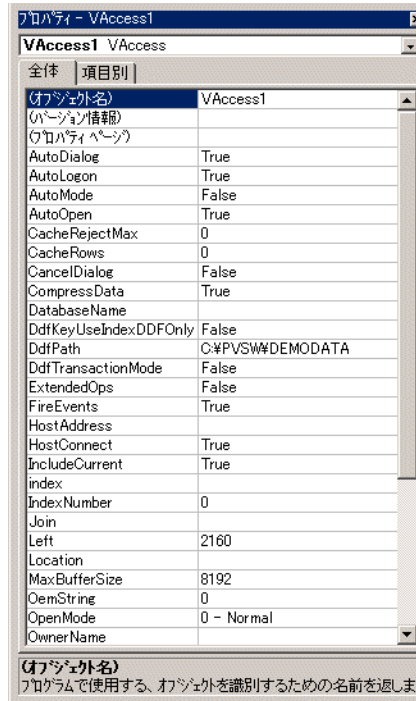 ﾌﾟﾛﾊﾟﾃｨ - VAccess1
VAccess1 VAccess
全体 項目別
(ｵﾌﾞｼﾞｪｸﾄ名) VAccess1
(ﾊﾞｰｼﾞｮﾝ情報)
(ﾌﾟﾛﾊﾟﾃｨ ﾍﾟｰｼﾞ)
AutoDialog True
AutoLogon True
AutoMode False
AutoOpen True
CacheRejectMax 0
CacheRows 0
CancelDialog False
CompressData True
DatabaseName
DdfKeyUseIndexDDFOnly False
DdfPath C:¥PVSW¥DEMODATA
DdfTransactionMode False
ExtendedOps False
FireEvents True
HostAddress
HostConnect True
IncludeCurrent True
index
IndexNumber 0
Join
Left 2160
Location
MaxBufferSize 8192
OemString 0
OpenMode 0 - Normal
OwnerName
(ｵﾌﾞｼﾞｪｸﾄ名)
ﾌﾟﾛｸﾞﾗﾑで使用する、ｵﾌﾞｼﾞｪｸﾄを識別するための名前を返しま